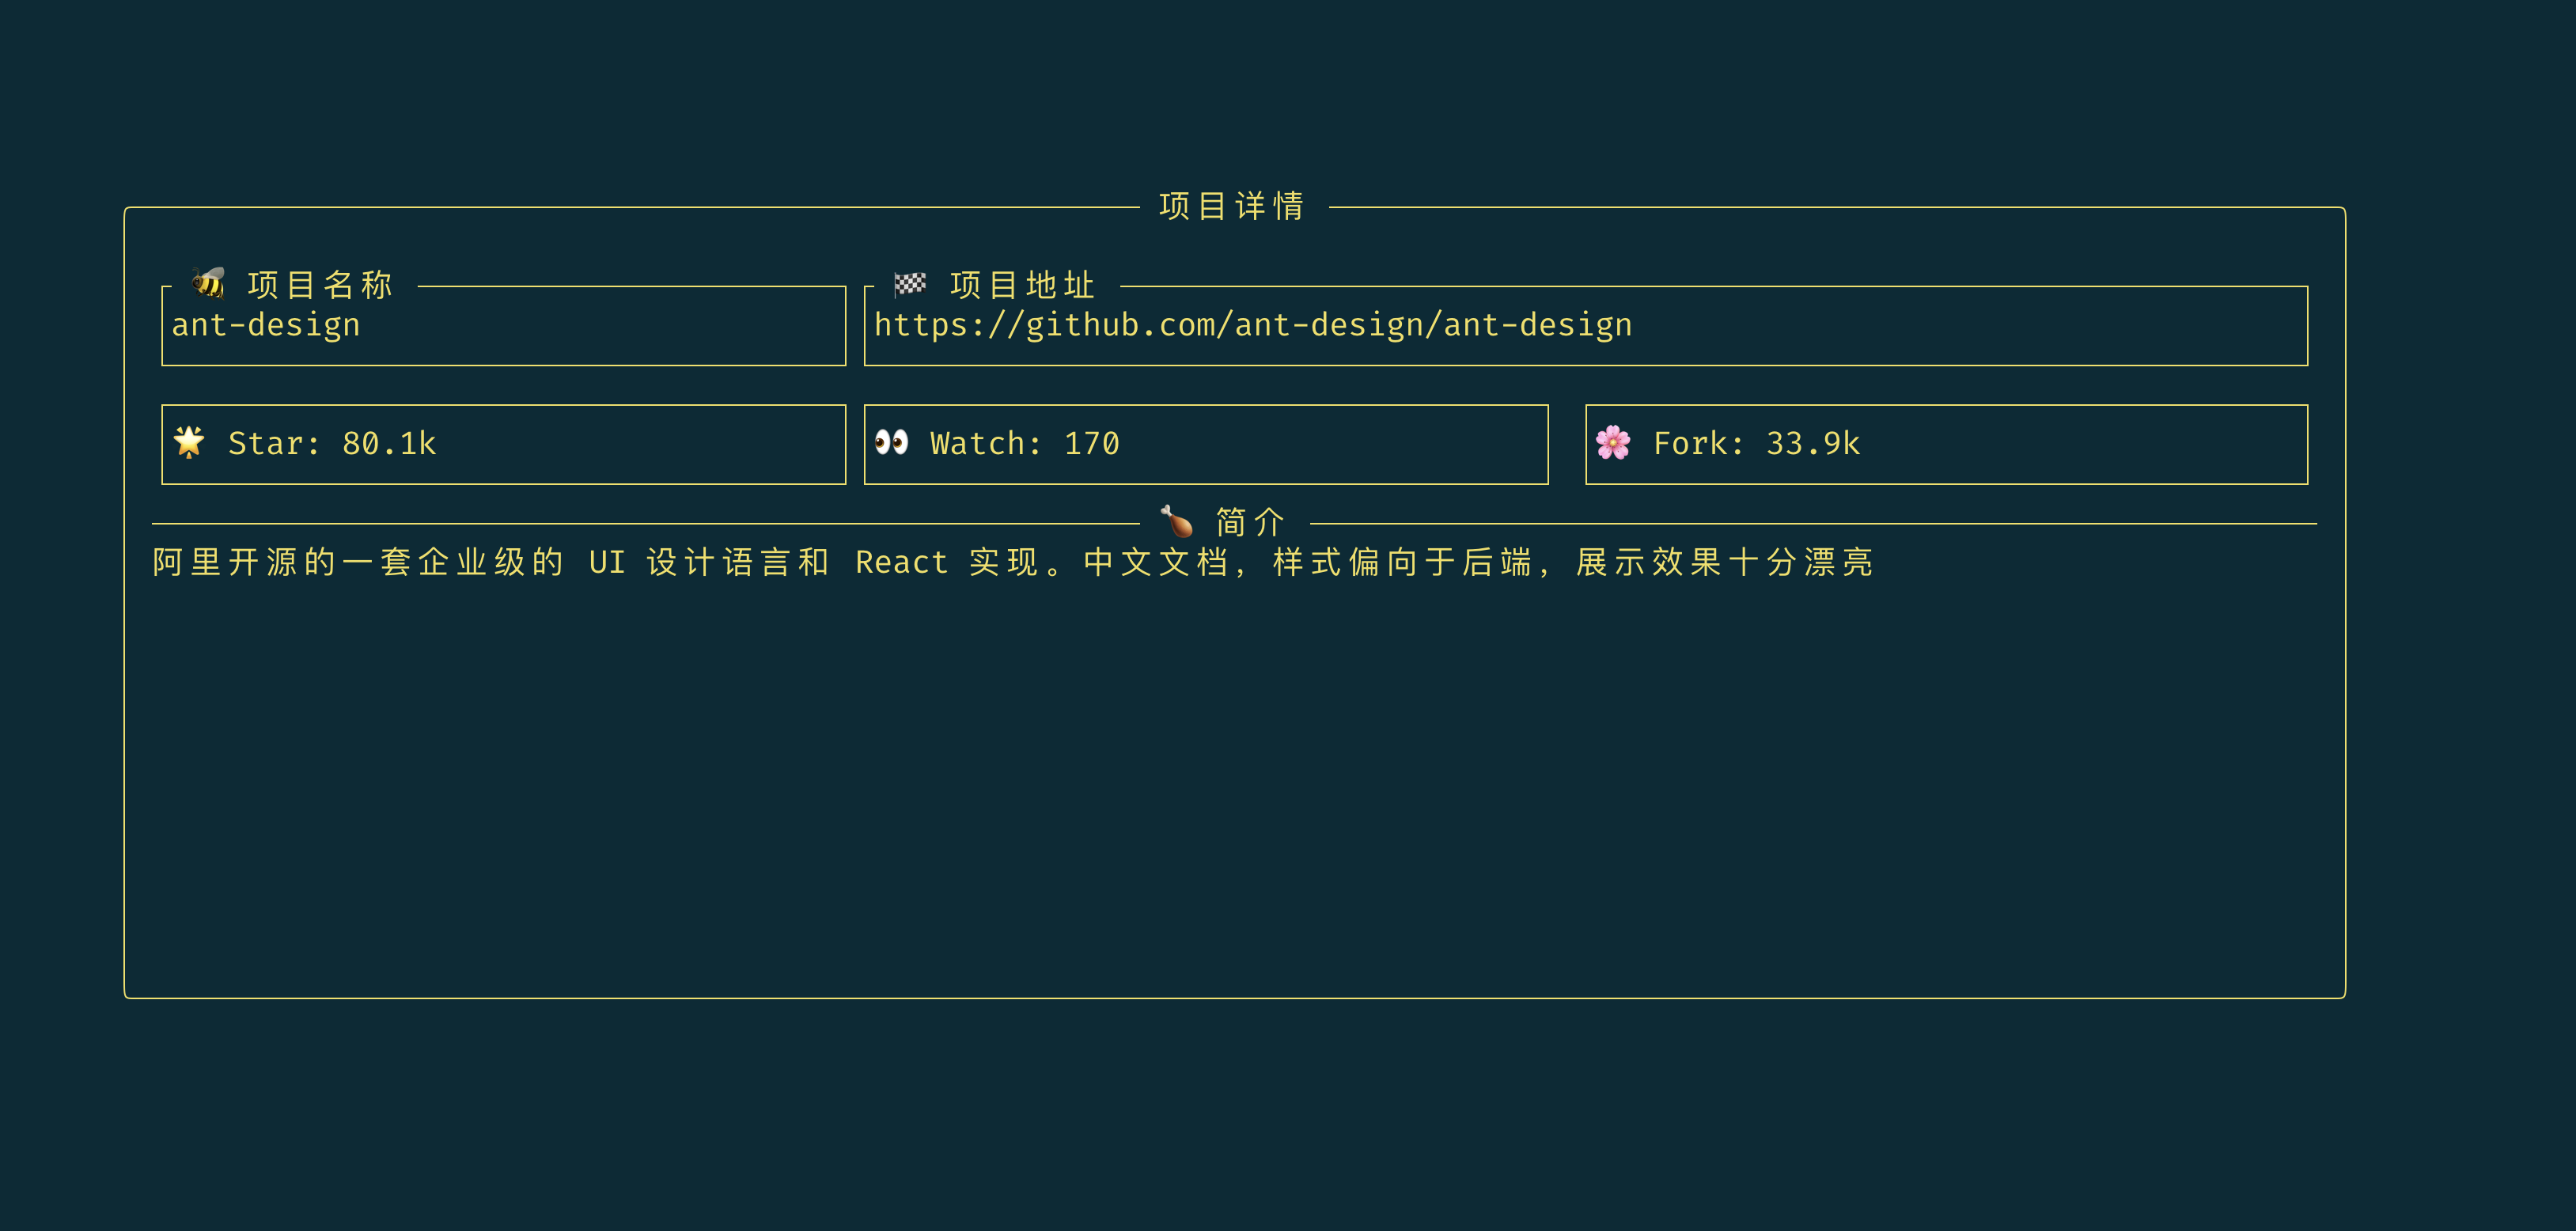 项目详情
🐝 项目名称
ant-design
🏁 项目地址
https://github.com/ant-design/ant-design
🌟 Star: 80.1k
👀 Watch: 170
🌸 Fork: 33.9k
🍗 简介
阿里开源的一套企业级的 UI 设计语言和 React 实现。中文文档，样式偏向于后端，展示效果十分漂亮